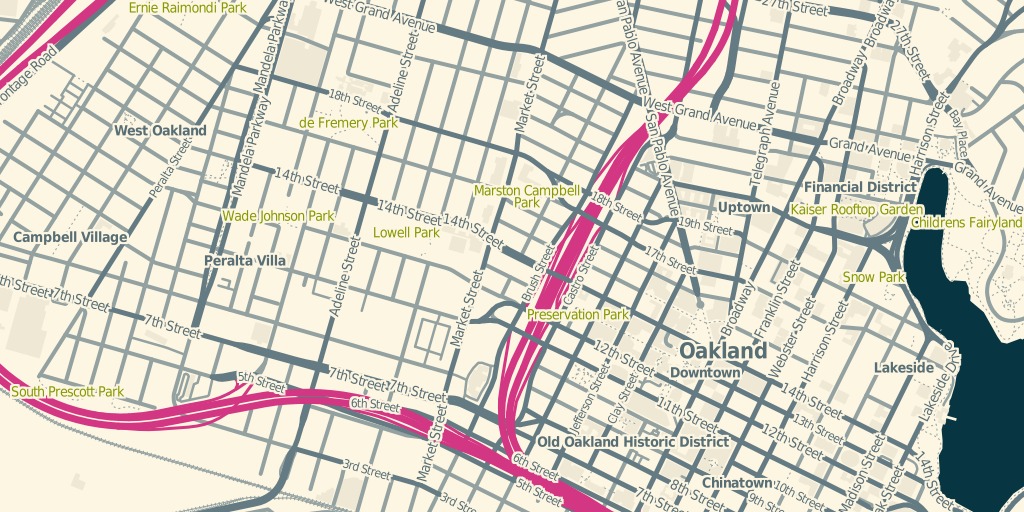 Ernie Raimondi Park
West Grand Avenue
27th Street
Broadway
27th Street
Mandela Parkway
Mandela Parkway
Adeline Street
San Pablo Avenue
Market Street
Broadway
18th Street
de Fremery Park
West Grand Avenue
Telegraph Avenue
Harrison Street
Bay Place
West Oakland
San Pablo Avenue
Grand Avenue
Grand Avenue
Peralta Street
14th Street
Marston Campbell
Park
Financial District
18th Street
Uptown
Kaiser Rooftop Garden
Wade Johnson Park
14th Street
14th Street
19th Street
Childrens Fairyland
Campbell Village
Lowell Park
Peralta Villa
17th Street
Adeline Street
Brush Street
Castro Street
Snow Park
7th Street
7th Street
Market Street
Preservation Park
Broadway
Franklin Street
Webster Street
Harrison Street
Oakland
Downtown
12th Street
Lakeside
Lakeside Drive
7th Street
7th Street
5th Street
6th Street
South Prescott Park
Jefferson Street
Clay Street
11th Street
14th Street
13th Street
12th Street
Market Street
Old Oakland Historic District
3rd Street
6th Street
5th Street
Chinatown
Madison Street
14th Street
3rd
7th Street
8th Street
9th Street
10th Street